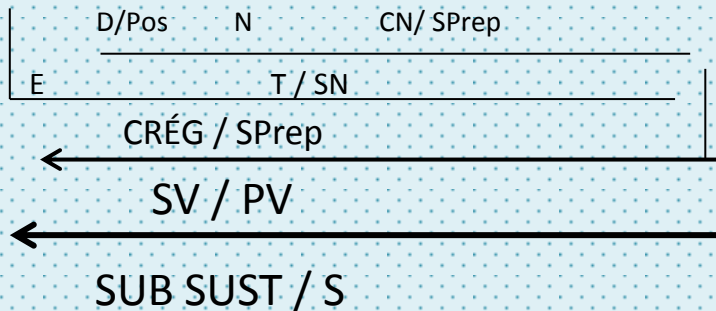 D/Pos N CN/ SPrep
E T / SN
CRÉG / SPrep
SV / PV
SUB SUST / S